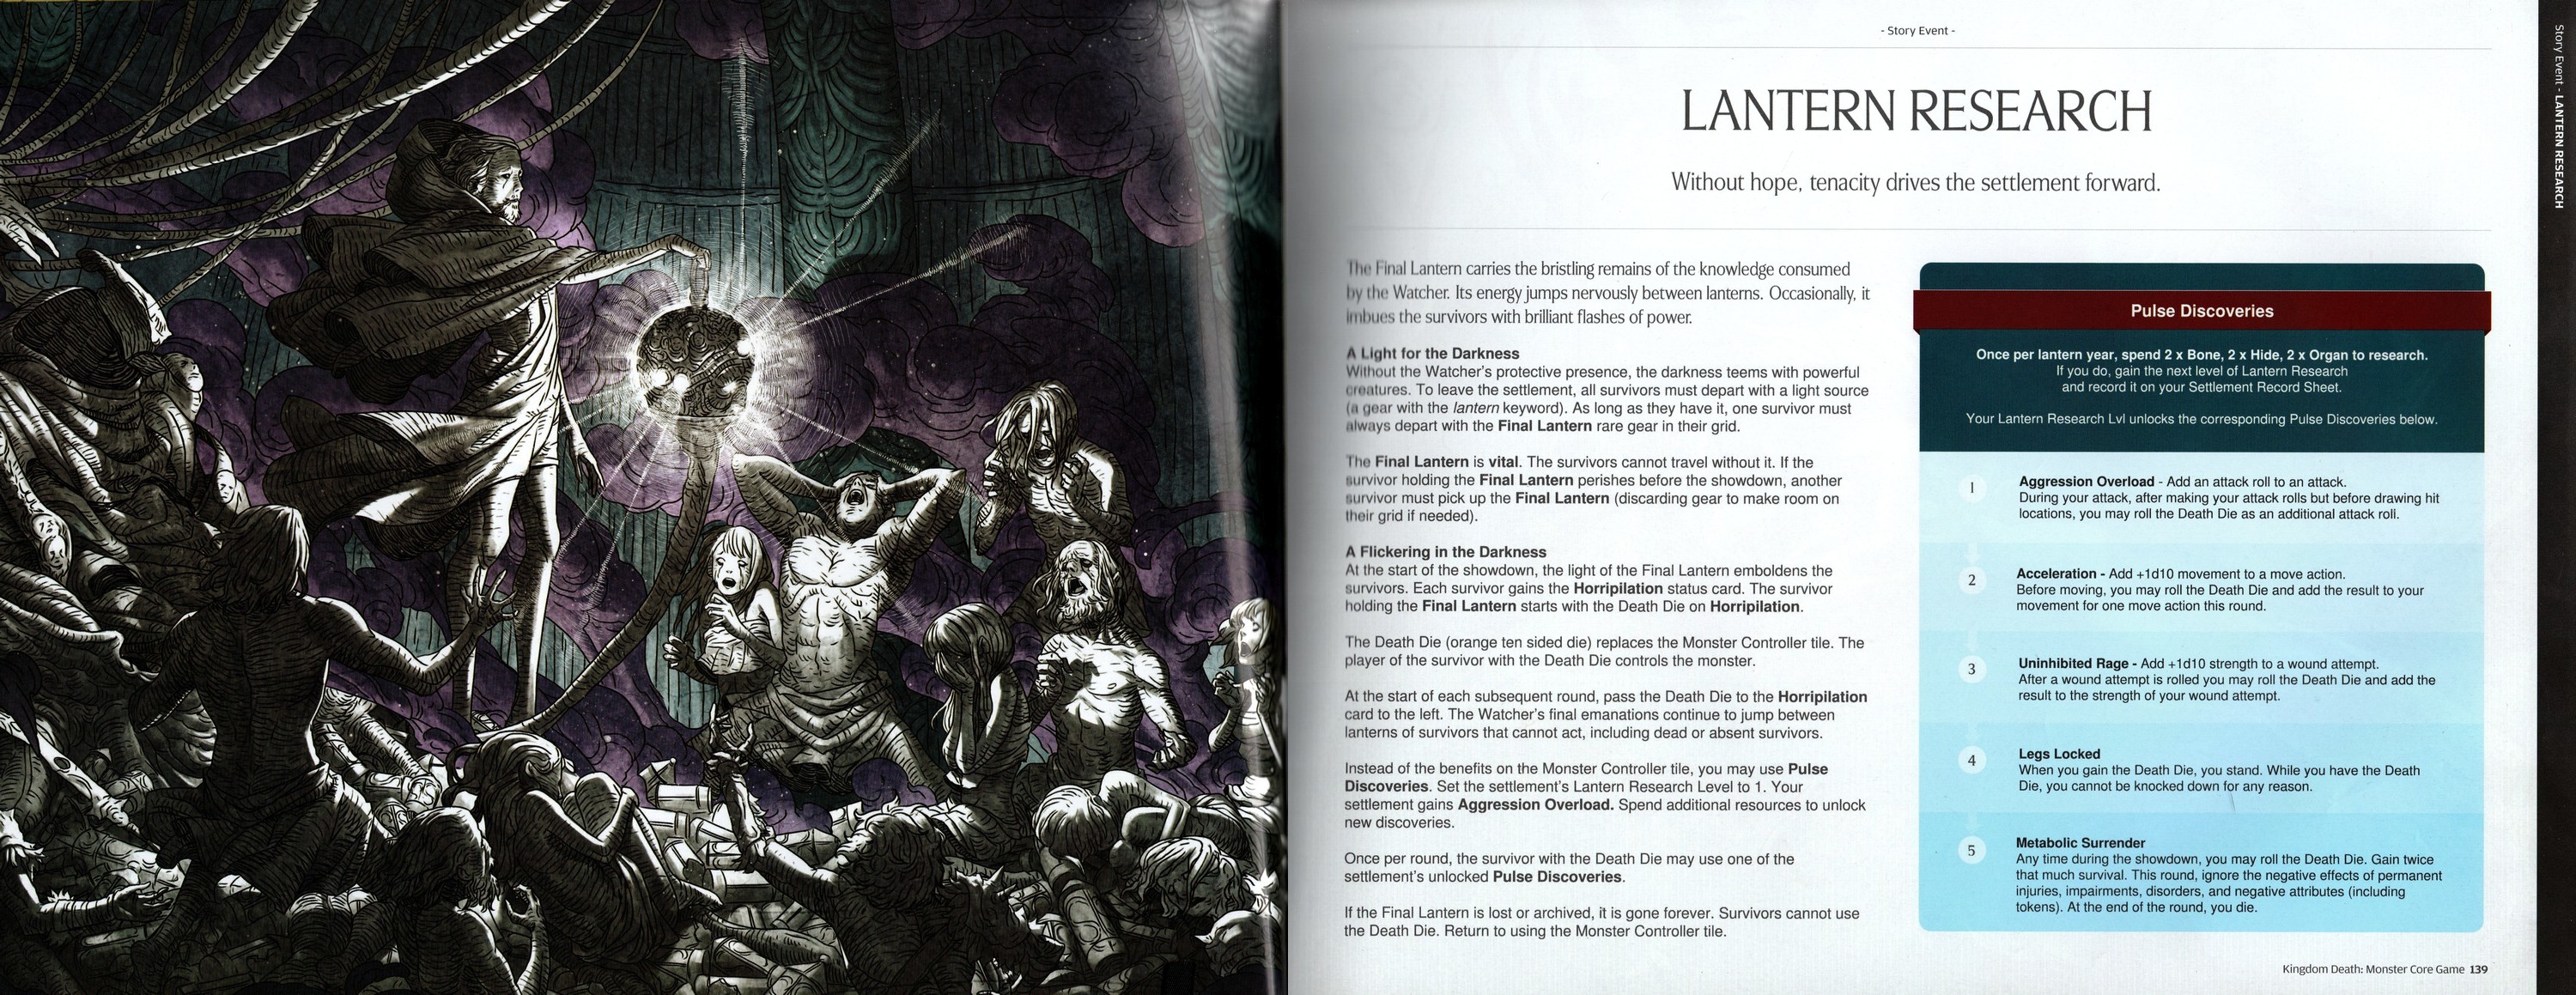 - Story Event -
LANTERN RESEARCH
Without hope, tenacity drives the settlement forward.
The Final Lantern carries the bristling remains of the knowledge consumed
by the Watcher. Its energy jumps nervously between lanterns. Occasionally, it
imbues the survivors with brilliant flashes of power.
A Light for the Darkness
Without the Watcher's protective presence, the darkness teems with powerful
creatures. To leave the settlement, all survivors must depart with a light source
(a gear with the lantern keyword). As long as they have it, one survivor must
always depart with the Final Lantern rare gear in their grid.
The Final Lantern is vital. The survivors cannot travel without it. If the
survivor holding the Final Lantern perishes before the showdown, another
survivor must pick up the Final Lantern (discarding gear to make room on
their grid if needed).
A Flickering in the Darkness
At the start of the showdown, the light of the Final Lantern emboldens the
survivors. Each survivor gains the Horripilation status card. The survivor
holding the Final Lantern starts with the Death Die on Horripilation.
The Death Die (orange ten sided die) replaces the Monster Controller tile. The
player of the survivor with the Death Die controls the monster.
At the start of each subsequent round, pass the Death Die to the Horripilation
card to the left. The Watcher's final emanations continue to jump between
lanterns of survivors that cannot act, including dead or absent survivors.
Instead of the benefits on the Monster Controller tile, you may use Pulse
Discoveries. Set the settlement's Lantern Research Level to 1. Your
settlement gains Aggression Overload. Spend additional resources to unlock
new discoveries.
Once per round, the survivor with the Death Die may use one of the
settlement's unlocked Pulse Discoveries.
If the Final Lantern is lost or archived, it is gone forever. Survivors cannot use
the Death Die. Return to using the Monster Controller tile.
Pulse Discoveries
Once per lantern year, spend 2 x Bone, 2 x Hide, 2 x Organ to research.
If you do, gain the next level of Lantern Research
and record it on your Settlement Record Sheet.
Your Lantern Research Lvl unlocks the corresponding Pulse Discoveries below.
1
Aggression Overload - Add an attack roll to an attack.
During your attack, after making your attack rolls but before drawing hit
locations, you may roll the Death Die as an additional attack roll.
2
Acceleration - Add +1d10 movement to a move action.
Before moving, you may roll the Death Die and add the result to your
movement for one move action this round.
3
Uninhibited Rage - Add +1d10 strength to a wound attempt.
After a wound attempt is rolled you may roll the Death Die and add the
result to the strength of your wound attempt.
4
Legs Locked
When you gain the Death Die, you stand. While you have the Death
Die, you cannot be knocked down for any reason.
5
Metabolic Surrender
Any time during the showdown, you may roll the Death Die. Gain twice
that much survival. This round, ignore the negative effects of permanent
injuries, impairments, disorders, and negative attributes (including
tokens). At the end of the round, you die.
Kingdom Death: Monster Core Game 139
Story Event - LANTERN RESEARCH